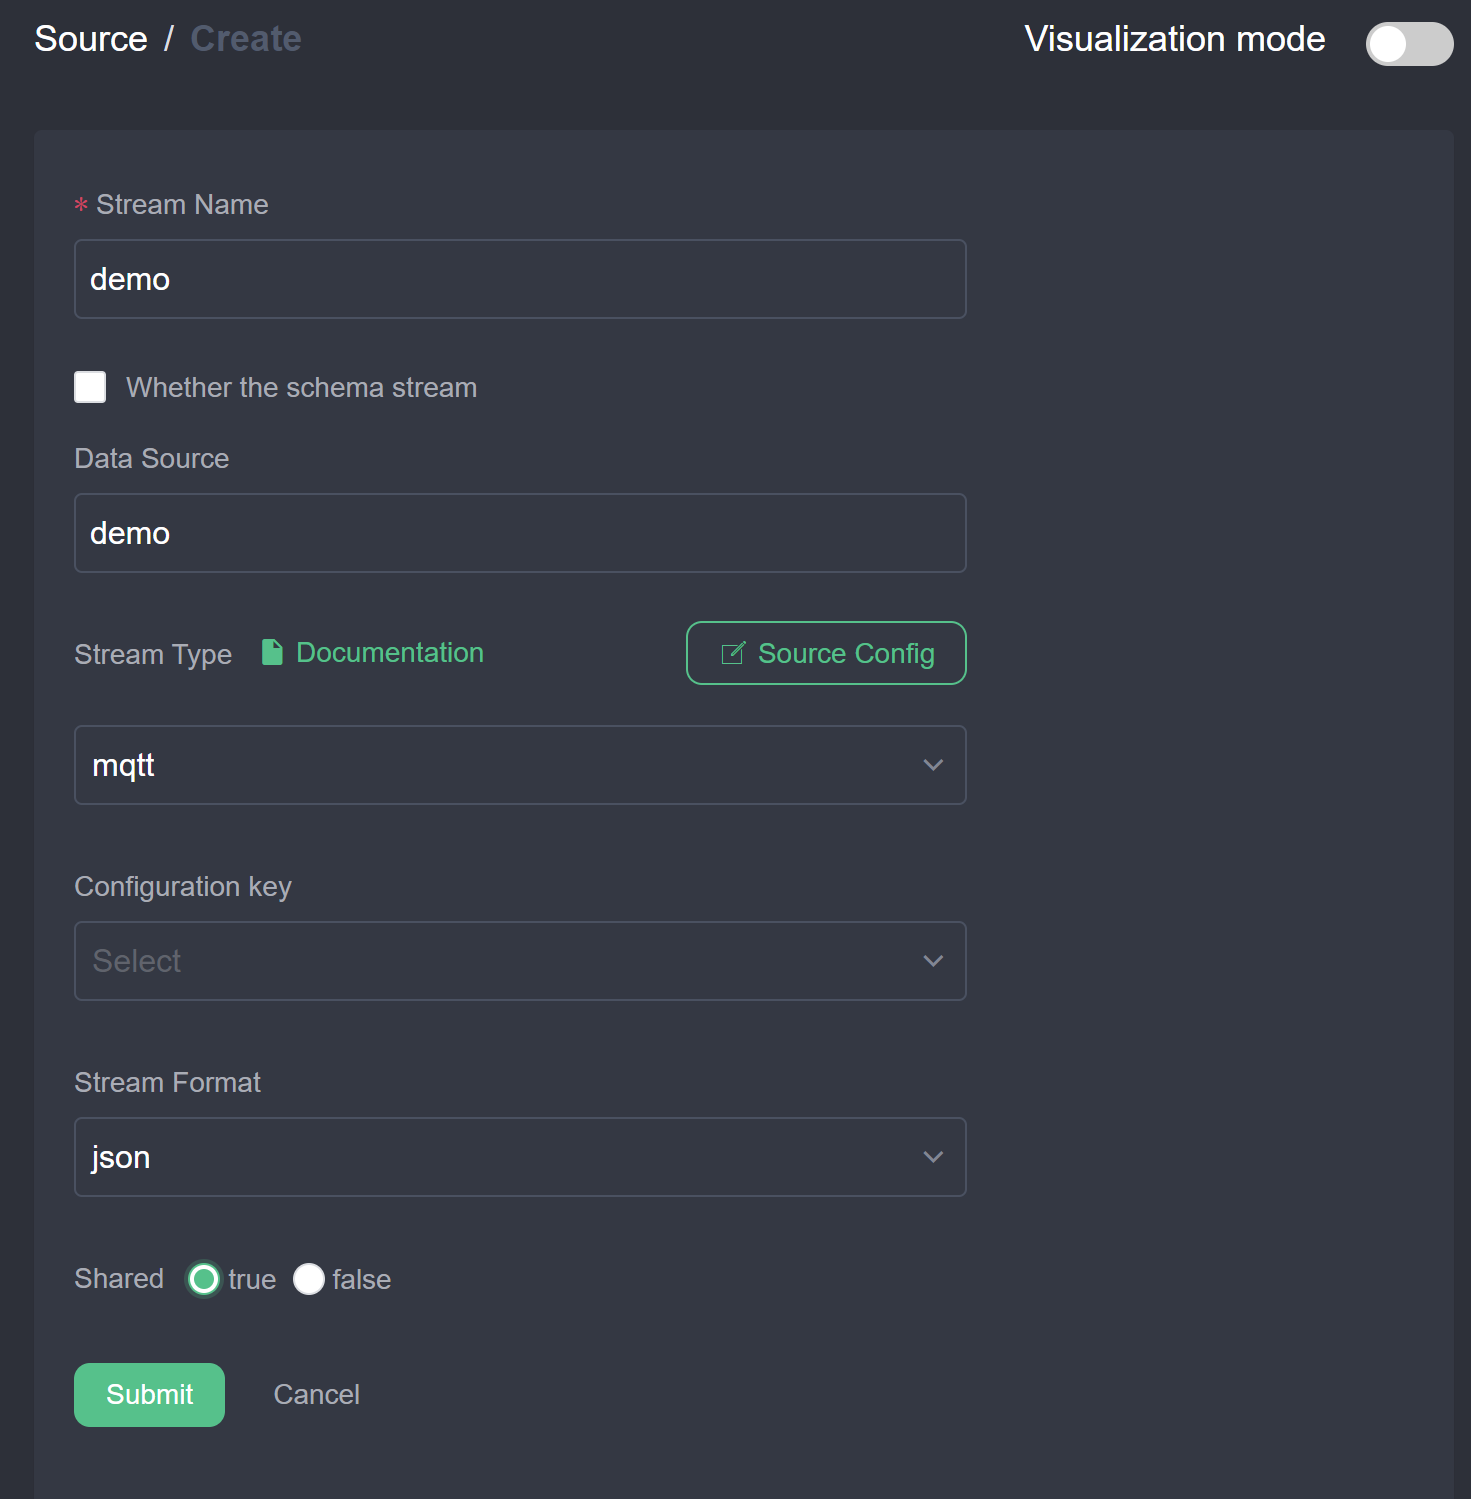 Source / Create
Visualization mode
* Stream Name
demo
Whether the schema stream
Data Source
demo
Stream Type Documentation Source Config
mqtt
Configuration key
Select
Stream Format
json
Shared true false
Submit Cancel